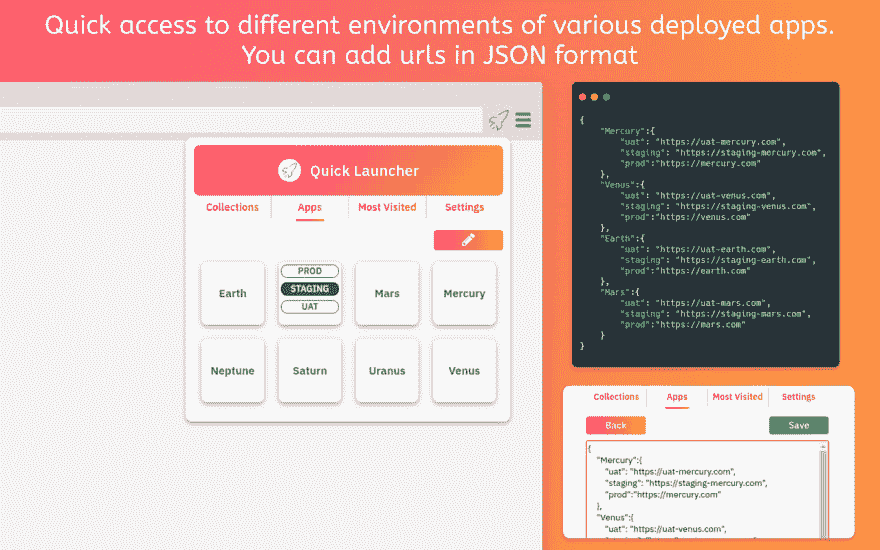 Quick access to different environments of various deployed apps.
You can add urls in JSON format
Quick Launcher
Collections
Apps
Most Visited
Settings
Earth
PROD
STAGING
UAT
Mars
Mercury
Neptune
Saturn
Uranus
Venus
{
"Mercury":{
"uat": "https://uat-mercury.com",
"staging": "https://staging-mercury.com",
"prod":"https://mercury.com"
},
"Venus":{
"uat": "https://uat-venus.com",
"staging": "https://staging-venus.com",
"prod":"https://venus.com"
},
"Earth":{
"uat": "https://uat-earth.com",
"staging": "https://staging-earth.com",
"prod":"https://earth.com"
},
"Mars":{
"uat": "https://uat-mars.com",
"staging": "https://staging-mars.com",
"prod":"https://mars.com"
}
}
Collections
Apps
Most Visited
Settings
Back
Save
{
"Mercury":{
"uat": "https://uat-mercury.com",
"staging": "https://staging-mercury.com",
"prod":"https://mercury.com"
},
"Venus":{
"uat": "https://uat-venus.com",